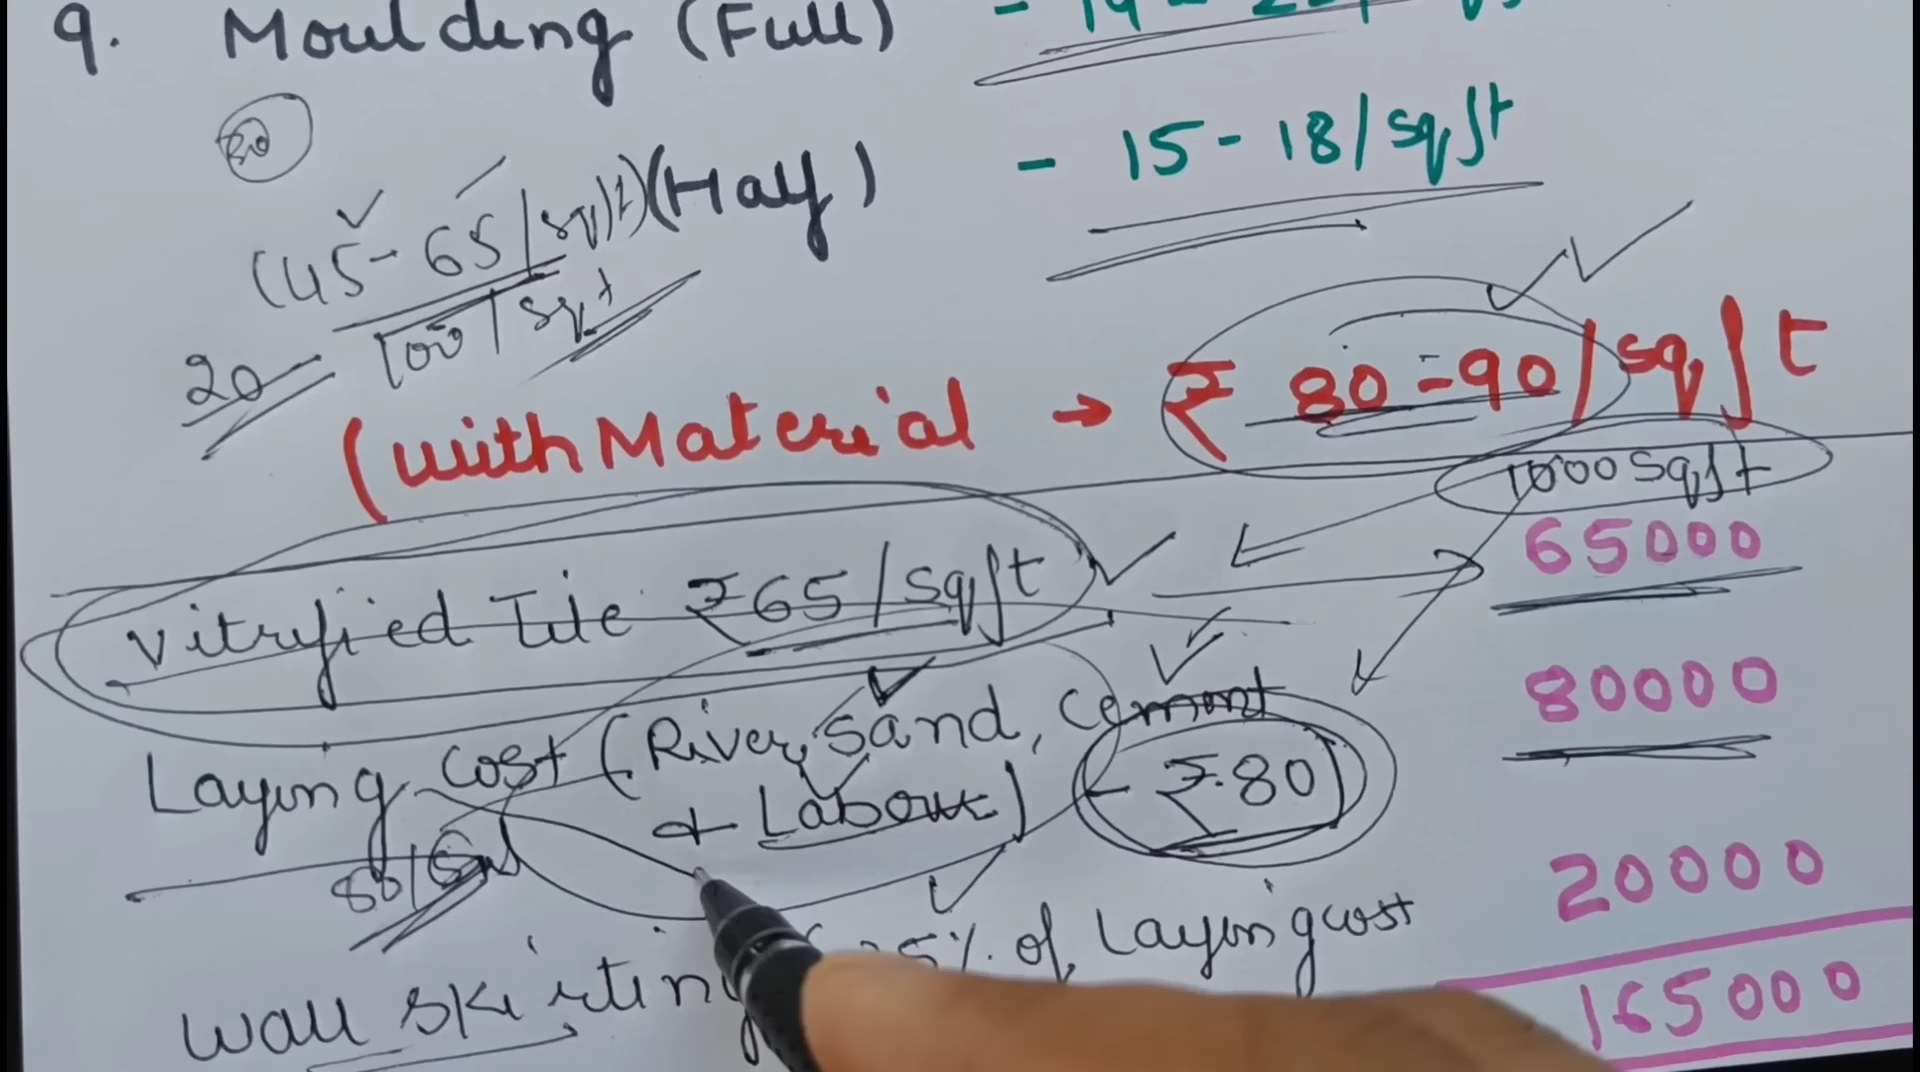 9. Moulding (Full)
- 15-18/sqft
(45-65/sqft) (Half)
100/sqft
20
(with Material → ₹ 80-90/sqft
1000 sqft
Vitrified Tile ₹65/sqft 65000
Laying Cost (River Sand, Cement
+ Labour) - ₹.80 80000
80/
20000
Wall skirting 25% of Laying cost
165000